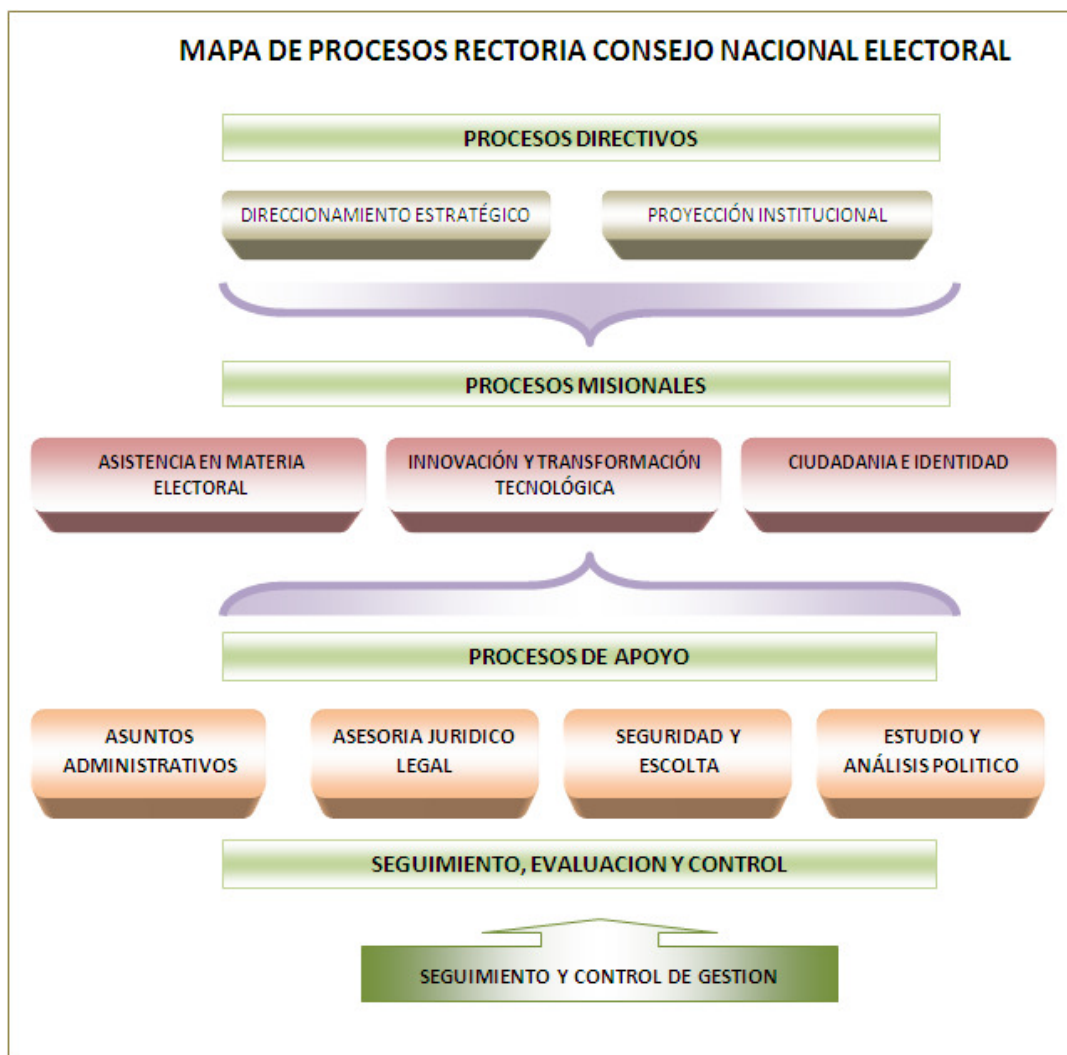 MAPA DE PROCESOS RECTORIA CONSEJO NACIONAL ELECTORAL
PROCESOS DIRECTIVOS
DIRECCIONAMIENTO ESTRATÉGICO
PROYECCIÓN INSTITUCIONAL
PROCESOS MISIONALES
ASISTENCIA EN MATERIA
ELECTORAL
INNOVACIÓN Y TRANSFORMACIÓN
TECNOLÓGICA
CIUDADANIA E IDENTIDAD
PROCESOS DE APOYO
ASUNTOS
ADMINISTRATIVOS
ASESORIA JURIDICO
LEGAL
SEGURIDAD Y
ESCOLTA
ESTUDIO Y
ANÁLISIS POLITICO
SEGUIMIENTO, EVALUACION Y CONTROL
SEGUIMIENTO Y CONTROL DE GESTION